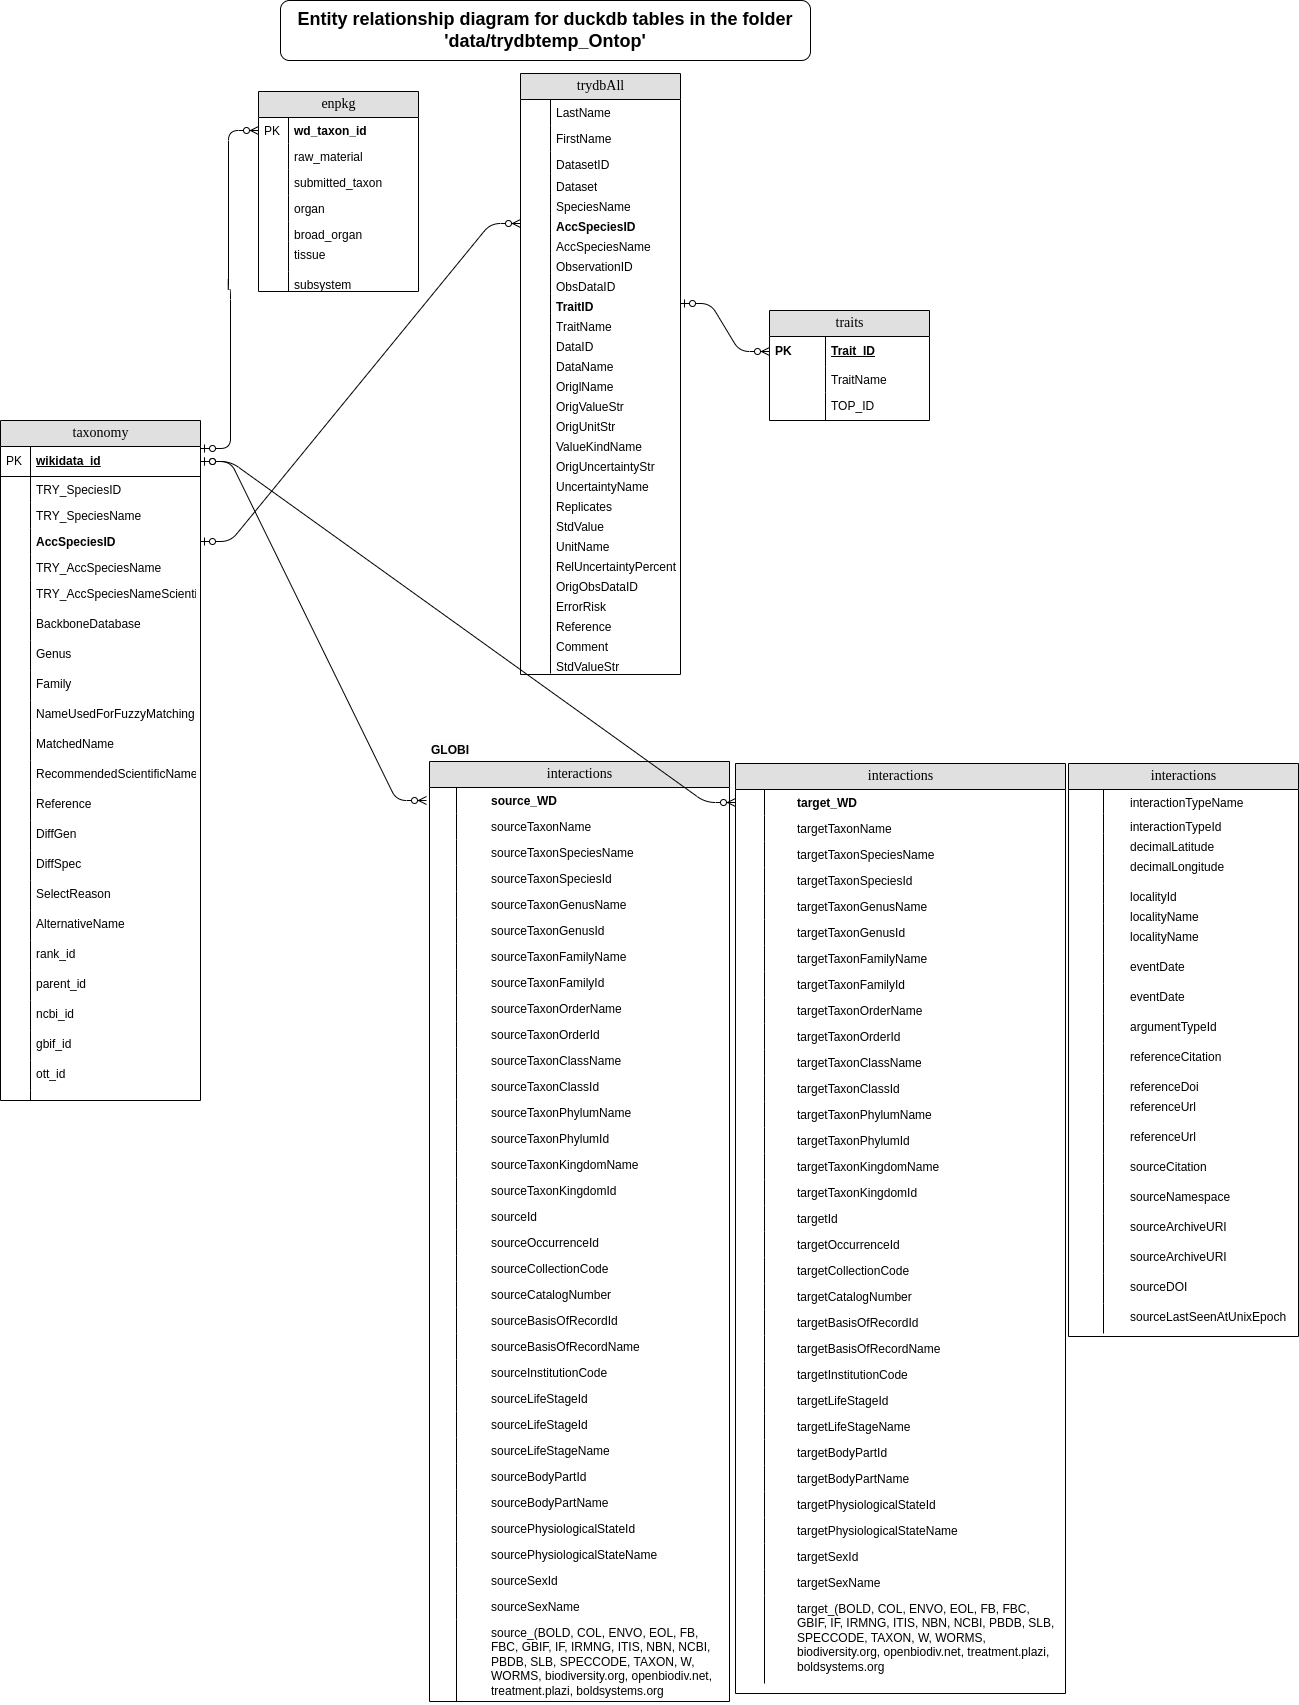 Entity relationship diagram for duckdb tables in the folder
'data/trydbtemp_Ontop'
enpkg
PK
wd_taxon_id
raw_material
submitted_taxon
organ
broad_organ
tissue
subsystem
trydbAll
LastName
FirstName
DatasetID
Dataset
SpeciesName
AccSpeciesID
AccSpeciesName
ObservationID
ObsDataID
TraitID
TraitName
DataID
DataName
OriglName
OrigValueStr
OrigUnitStr
ValueKindName
OrigUncertaintyStr
UncertaintyName
Replicates
StdValue
UnitName
RelUncertaintyPercent
OrigObsDataID
ErrorRisk
Reference
Comment
StdValueStr
traits
PK
Trait_ID
TraitName
TOP_ID
taxonomy
PK
wikidata_id
TRY_SpeciesID
TRY_SpeciesName
AccSpeciesID
TRY_AccSpeciesName
TRY_AccSpeciesNameScienti
BackboneDatabase
Genus
Family
NameUsedForFuzzyMatching
MatchedName
RecommendedScientificName
Reference
DiffGen
DiffSpec
SelectReason
AlternativeName
rank_id
parent_id
ncbi_id
gbif_id
ott_id
GLOBI
interactions
source_WD
sourceTaxonName
sourceTaxonSpeciesName
sourceTaxonSpeciesId
sourceTaxonGenusName
sourceTaxonGenusId
sourceTaxonFamilyName
sourceTaxonFamilyId
sourceTaxonOrderName
sourceTaxonOrderId
sourceTaxonClassName
sourceTaxonClassId
sourceTaxonPhylumName
sourceTaxonPhylumId
sourceTaxonKingdomName
sourceTaxonKingdomId
sourceId
sourceOccurrenceId
sourceCollectionCode
sourceCatalogNumber
sourceBasisOfRecordId
sourceBasisOfRecordName
sourceInstitutionCode
sourceLifeStageId
sourceLifeStageId
sourceLifeStageName
sourceBodyPartId
sourceBodyPartName
sourcePhysiologicalStateId
sourcePhysiologicalStateName
sourceSexId
sourceSexName
source_(BOLD, COL, ENVO, EOL, FB,
FBC, GBIF, IF, IRMNG, ITIS, NBN, NCBI,
PBDB, SLB, SPECCODE, TAXON, W,
WORMS, biodiversity.org, openbiodiv.net,
treatment.plazi, boldsystems.org
interactions
target_WD
targetTaxonName
targetTaxonSpeciesName
targetTaxonSpeciesId
targetTaxonGenusName
targetTaxonGenusId
targetTaxonFamilyName
targetTaxonFamilyId
targetTaxonOrderName
targetTaxonOrderId
targetTaxonClassName
targetTaxonClassId
targetTaxonPhylumName
targetTaxonPhylumId
targetTaxonKingdomName
targetTaxonKingdomId
targetId
targetOccurrenceId
targetCollectionCode
targetCatalogNumber
targetBasisOfRecordId
targetBasisOfRecordName
targetInstitutionCode
targetLifeStageId
targetLifeStageName
targetBodyPartId
targetBodyPartName
targetPhysiologicalStateId
targetPhysiologicalStateName
targetSexId
targetSexName
target_(BOLD, COL, ENVO, EOL, FB, FBC,
GBIF, IF, IRMNG, ITIS, NBN, NCBI, PBDB, SLB,
SPECCODE, TAXON, W, WORMS,
biodiversity.org, openbiodiv.net, treatment.plazi,
boldsystems.org
interactions
interactionTypeName
interactionTypeId
decimalLatitude
decimalLongitude
localityId
localityName
localityName
eventDate
eventDate
argumentTypeId
referenceCitation
referenceDoi
referenceUrl
referenceUrl
sourceCitation
sourceNamespace
sourceArchiveURI
sourceArchiveURI
sourceDOI
sourceLastSeenAtUnixEpoch